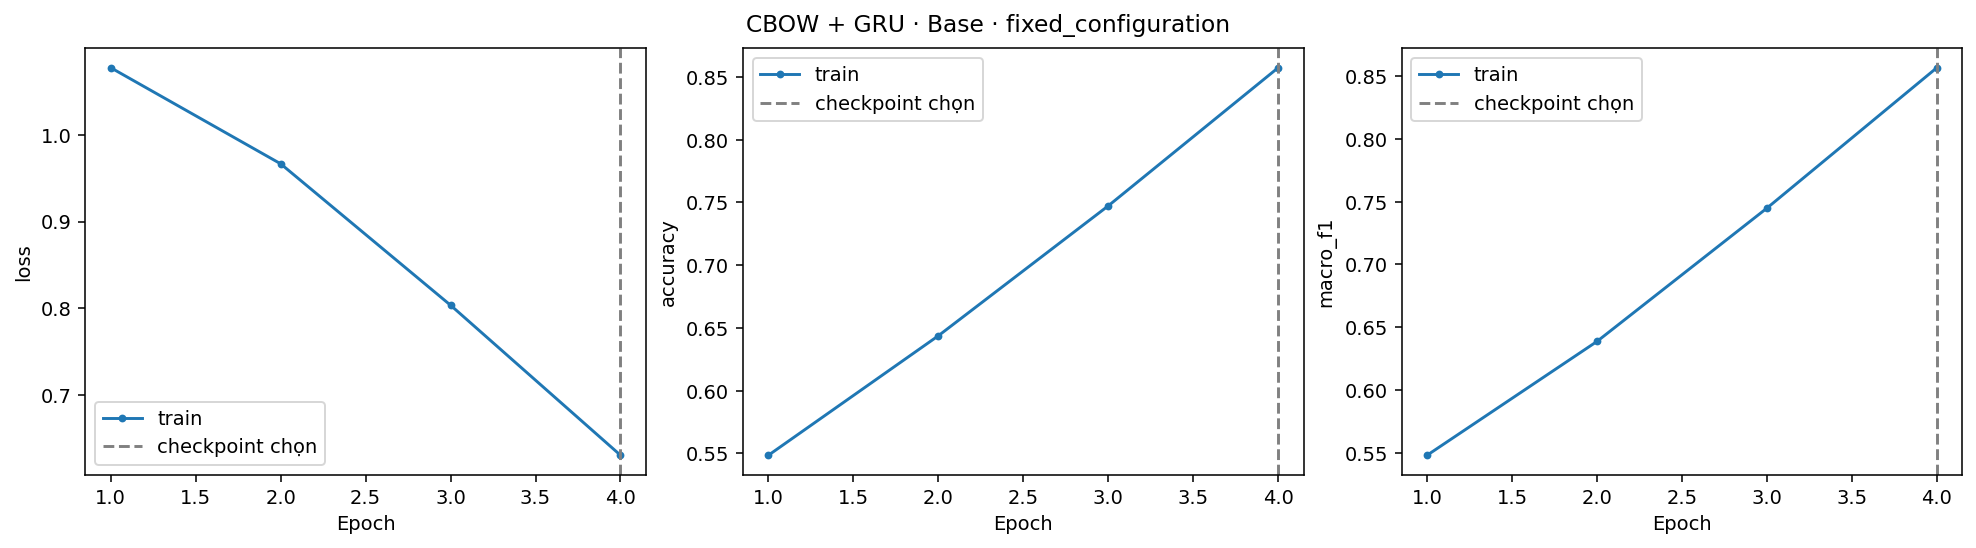 CBOW + GRU · Base · fixed_configuration
loss
1.0
0.9
0.8
0.7
train
checkpoint chọn
1.0 1.5 2.0 2.5 3.0 3.5 4.0
Epoch
accuracy
0.85
0.80
0.75
0.70
0.65
0.60
0.55
train
checkpoint chọn
1.0 1.5 2.0 2.5 3.0 3.5 4.0
Epoch
macro_f1
0.85
0.80
0.75
0.70
0.65
0.60
0.55
train
checkpoint chọn
1.0 1.5 2.0 2.5 3.0 3.5 4.0
Epoch